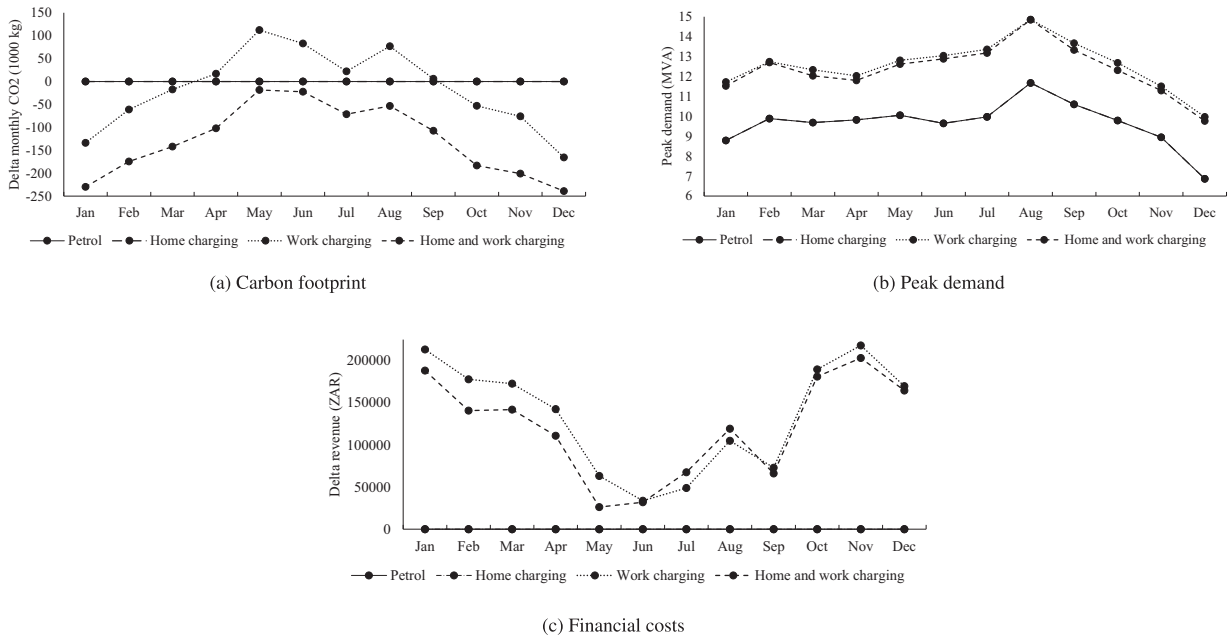 150
100
50
0
-50
-100
-150
-200
-250
Delta monthly CO2 (1000 kg)
Jan Feb Mar Apr May Jun Jul Aug Sep Oct Nov Dec
Petrol Home charging Work charging Home and work charging
(a) Carbon footprint
15
14
13
12
11
10
9
8
7
6
Peak demand (MVA)
Jan Feb Mar Apr May Jun Jul Aug Sep Oct Nov Dec
Petrol Home charging Work charging Home and work charging
(b) Peak demand
200000
150000
100000
50000
0
Delta revenue (ZAR)
Jan Feb Mar Apr May Jun Jul Aug Sep Oct Nov Dec
Petrol Home charging Work charging Home and work charging
(c) Financial costs